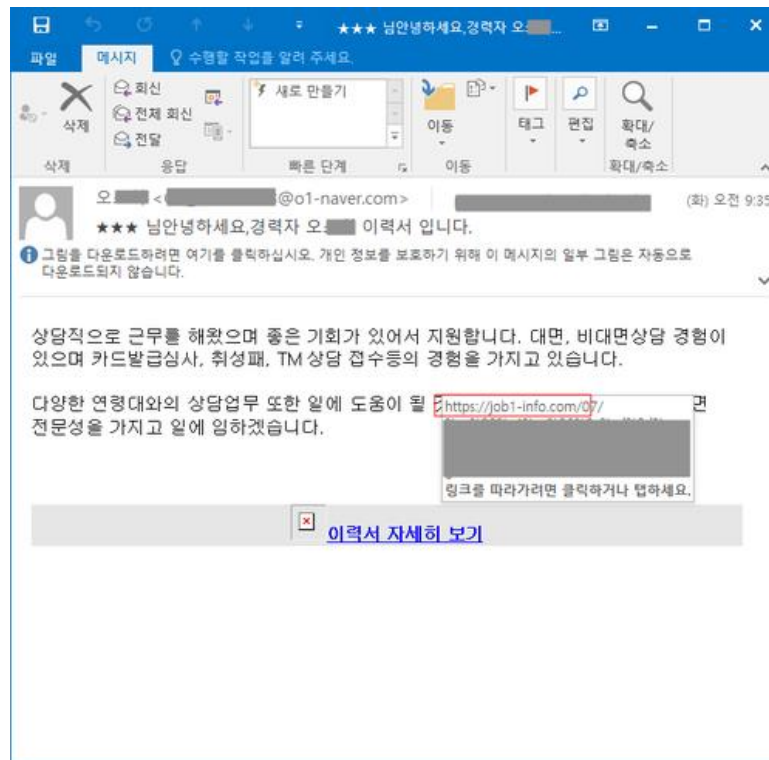 ★★★ 님안녕하세요,경력자 오 ...
파일 메시지 수행할 작업을 알려 주세요.
삭제
회신
전체 회신
전달
새로 만들기
이동
태그
편집
확대/
축소
삭제 응답 빠른 단계 이동 확대/축소
오 < @o1-naver.com> (화) 오전 9:35
★★★ 님안녕하세요,경력자 오 이력서 입니다.
그림을 다운로드하려면 여기를 클릭하십시오. 개인 정보를 보호하기 위해 이 메시지의 일부 그림은 자동으로
다운로드되지 않습니다.
상담직으로 근무를 해왔으며 좋은 기회가 있어서 지원합니다. 대면, 비대면상담 경험이
있으며 카드발급심사, 취성패, TM 상담 접수등의 경험을 가지고 있습니다.
다양한 연령대와의 상담업무 또한 일에 도움이 될 면
https://job1-info.com/07/
전문성을 가지고 일에 임하겠습니다.
링크를 따라가려면 클릭하거나 탭하세요.
이력서 자세히 보기